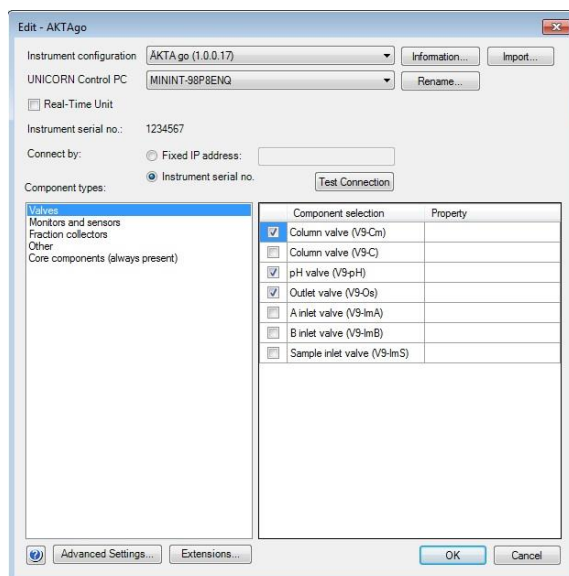 Edit - AKTAgo
Instrument configuration ÄKTA go (1.0.0.17) Information... Import...
UNICORN Control PC MININT-98P8ENQ Rename...
Real-Time Unit
Instrument serial no.: 1234567
Connect by: Fixed IP address:
Instrument serial no.
Test Connection
Component types:
Valves
Monitors and sensors
Fraction collectors
Other
Core components (always present)
Component selection Property
Column valve (V9-Cm)
Column valve (V9-C)
pH valve (V9-pH)
Outlet valve (V9-Os)
A inlet valve (V9-ImA)
B inlet valve (V9-ImB)
Sample inlet valve (V9-ImS)
? Advanced Settings... Extensions... OK Cancel